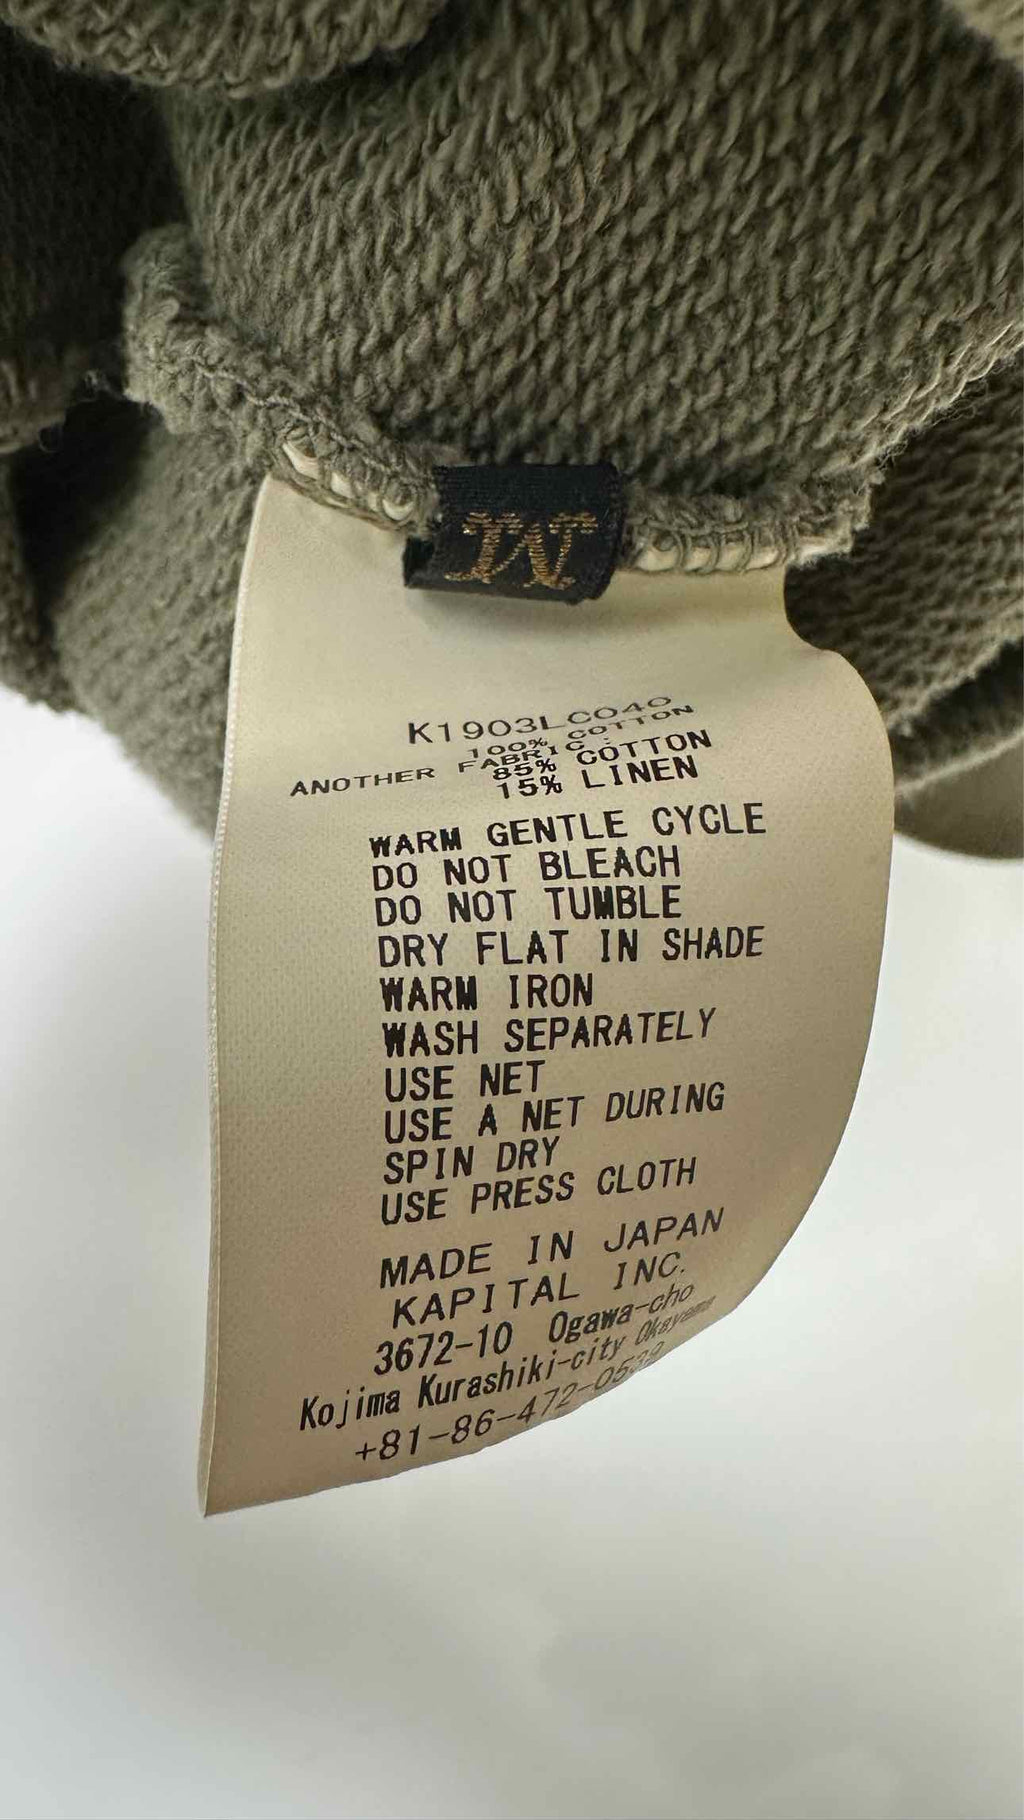 M
K1903LC040
100% COTTON
ANOTHER FABRIC :
85% COTTON
15% LINEN
WARM GENTLE CYCLE
DO NOT BLEACH
DO NOT TUMBLE
DRY FLAT IN SHADE
WARM IRON
WASH SEPARATELY
USE NET
USE A NET DURING
SPIN DRY
USE PRESS CLOTH
MADE IN JAPAN
KAPITAL INC.
3672-10 Ogawa-cho
Kojima Kurashiki-city Okayama